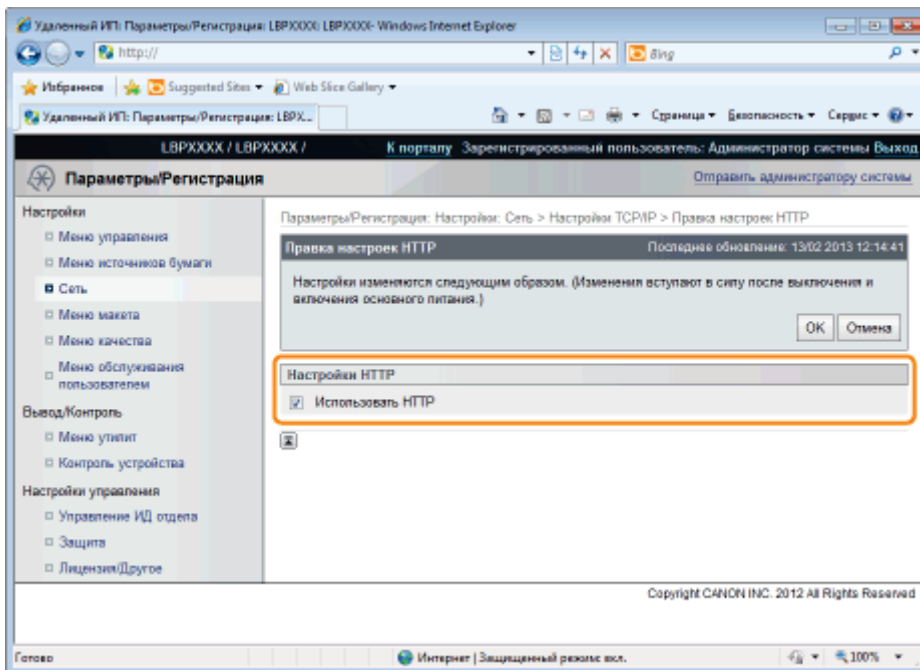 Удаленный ИП: Параметры/Регистрация: LBPXXXX: LBPXXXX- Windows Internet Explorer
http://
Bing
Избранное Suggested Sites Web Slice Gallery
Удаленный ИП: Параметры/Регистрация: LBPX... Страница Безопасность Сервис
LBPXXXX / LBPXXXX / К порталу Зарегистрированный пользователь: Администратор системы Выход
Параметры/Регистрация Отправить администратору системы
Настройки
Меню управления
Меню источников бумаги
Сеть
Меню макета
Меню качества
Меню обслуживания
пользователем
Вывод/Контроль
Меню утилит
Контроль устройства
Настройки управления
Управление ИД отдела
Защита
Лицензия/Другое
Параметры/Регистрация: Настройки: Сеть > Настройки TCP/IP > Правка настроек HTTP
Правка настроек HTTP Последнее обновление: 13/02 2013 12:14:41
Настройки изменяются следующим образом. (Изменения вступают в силу после выключения и
включения основного питания.)
OK Отмена
Настройки HTTP
Использовать HTTP
Copyright CANON INC. 2012 All Rights Reserved
Готово Интернет | Защищенный режим: вкл. 100%